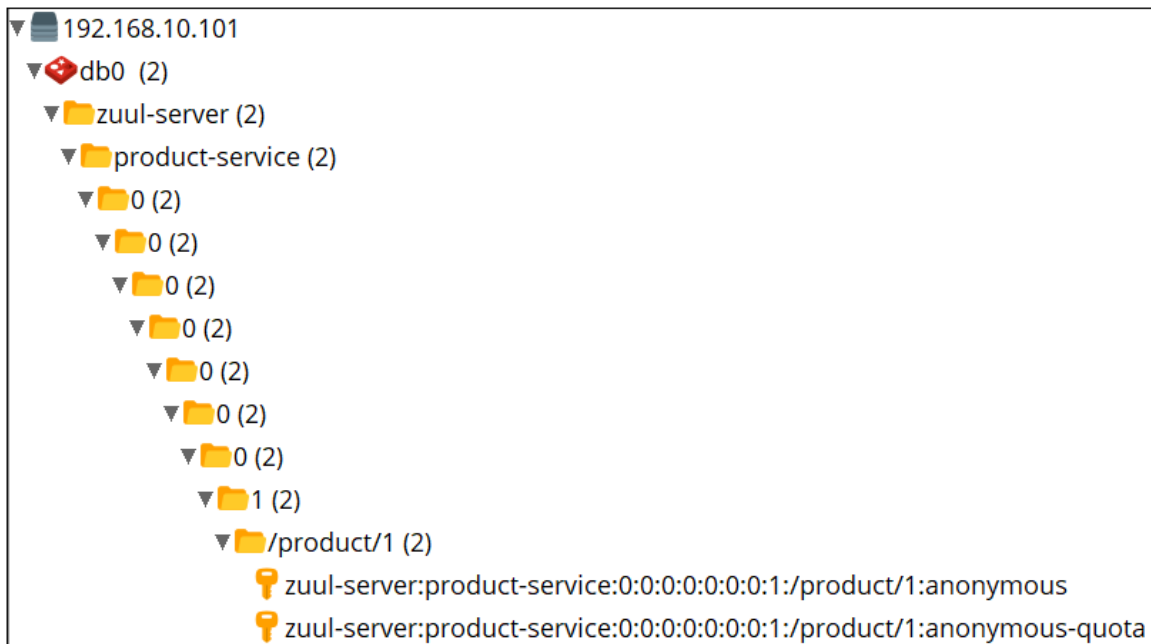 192.168.10.101
db0 (2)
zuul-server (2)
product-service (2)
0 (2)
0 (2)
0 (2)
0 (2)
0 (2)
0 (2)
0 (2)
1 (2)
/product/1 (2)
zuul-server:product-service:0:0:0:0:0:0:0:1:/product/1:anonymous
zuul-server:product-service:0:0:0:0:0:0:0:1:/product/1:anonymous-quota